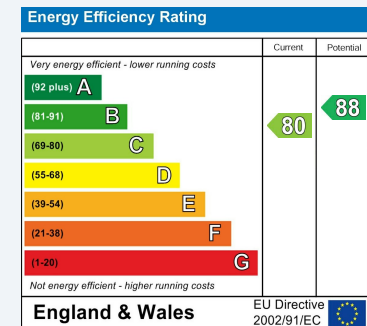 Energy Efficiency Rating
Current Potential
Very energy efficient - lower running costs
(92 plus) A
(81-91) B
(69-80) C
(55-68) D
(39-54) E
(21-38) F
(1-20) G
80
88
Not energy efficient - higher running costs
England & Wales
EU Directive
2002/91/EC